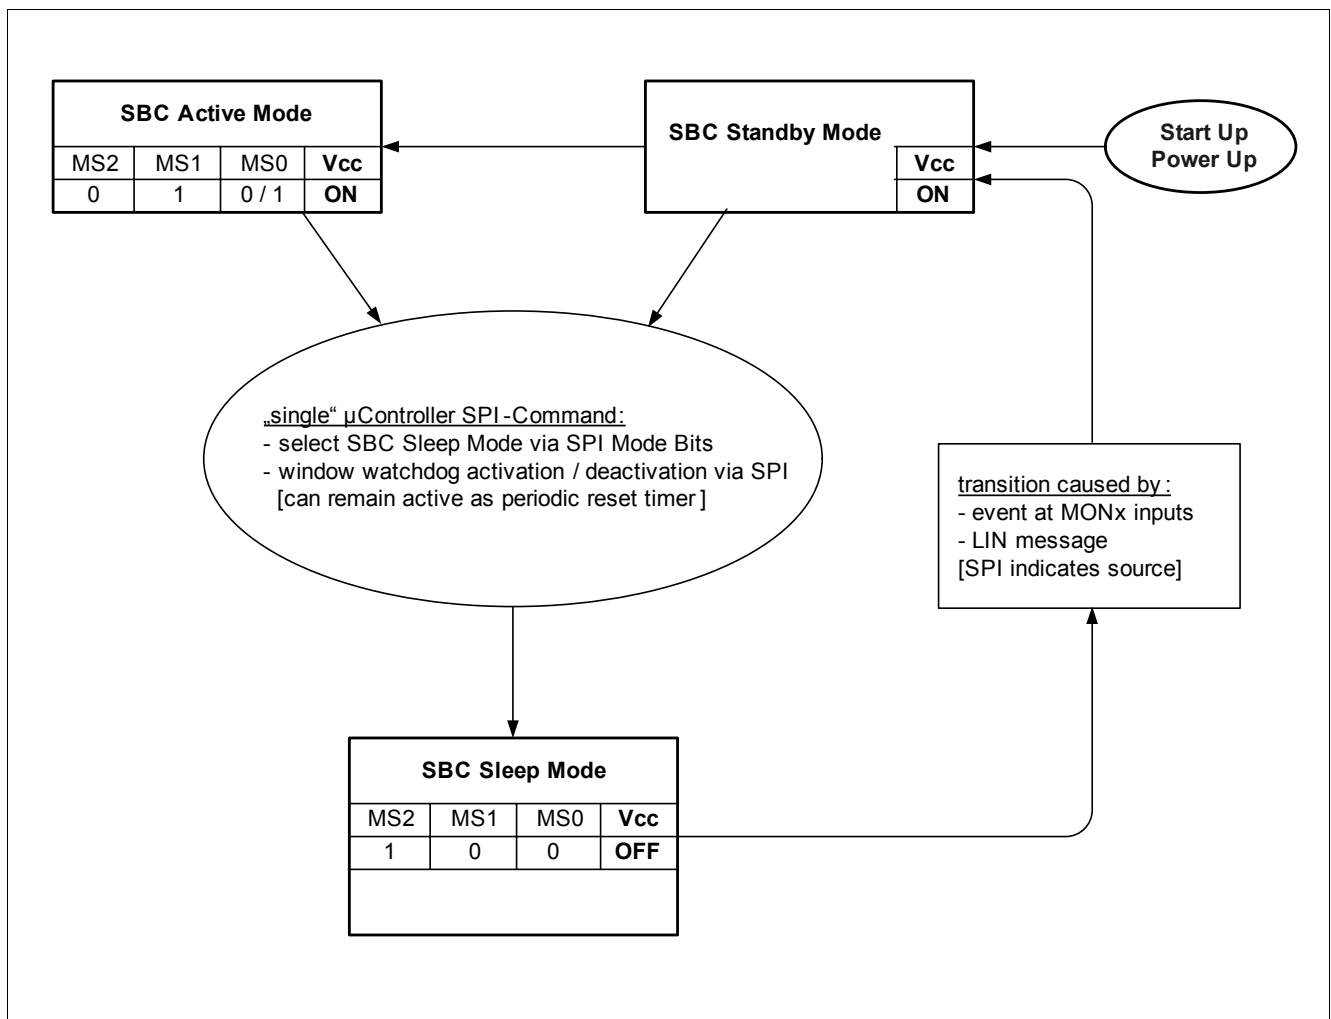 SBC Active Mode
MS2 MS1 MS0 Vcc
0 1 0 / 1 ON
SBC Standby Mode
Vcc
ON
Start Up
Power Up
„single“ µController SPI-Command:
- select SBC Sleep Mode via SPI Mode Bits
- window watchdog activation / deactivation via SPI
[can remain active as periodic reset timer]
transition caused by:
- event at MONx inputs
- LIN message
[SPI indicates source]
SBC Sleep Mode
MS2 MS1 MS0 Vcc
1 0 0 OFF